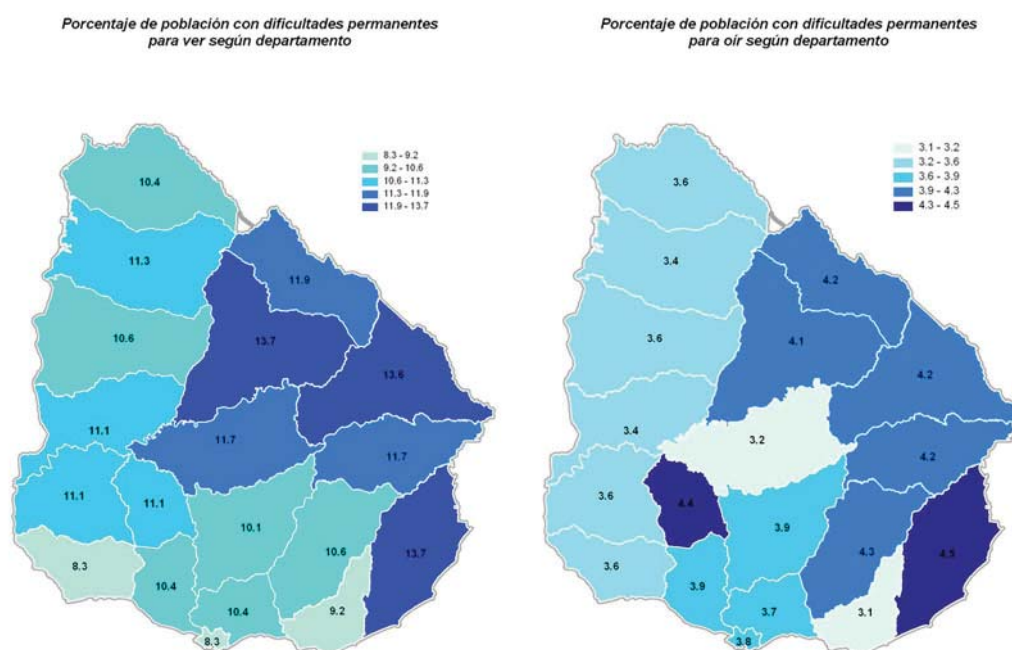 Porcentaje de población con dificultades permanentes
para ver según departamento
8.3 - 9.2
9.2 - 10.6
10.6 - 11.3
11.3 - 11.9
11.9 - 13.7
10.4
11.3
11.9
10.6
13.7
13.6
11.1
11.7
11.7
11.1
11.1
10.1
10.6
13.7
8.3
10.4
10.4
9.2
8.3
Porcentaje de población con dificultades permanentes
para oír según departamento
3.1 - 3.2
3.2 - 3.6
3.6 - 3.9
3.9 - 4.3
4.3 - 4.5
3.6
3.4
4.2
3.6
4.1
4.2
3.4
3.2
4.2
3.6
4.4
3.9
4.3
4.5
3.6
3.9
3.7
3.1
3.8